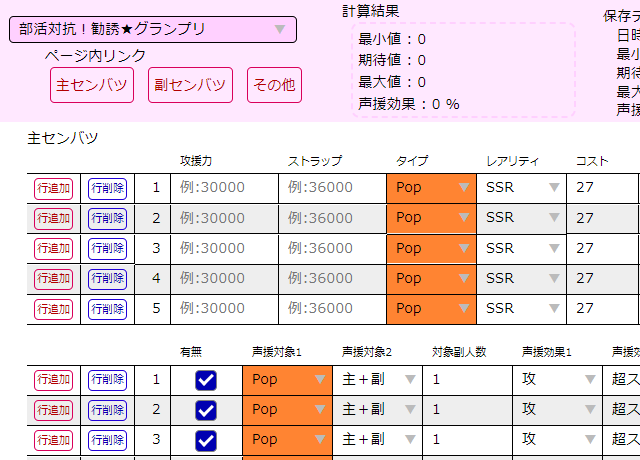 部活対抗！勧誘★グランプリ
ページ内リンク
主センバツ 副センバツ その他
計算結果
最小値：0
期待値：0
最大値：0
声援効果：0 %
保存デ
日時
最小
期待
最大
声援
主センバツ
攻援力 ストラップ タイプ レアリティ コスト
行追加 行削除 1 例:30000 例:36000 Pop SSR 27
行追加 行削除 2 例:30000 例:36000 Pop SSR 27
行追加 行削除 3 例:30000 例:36000 Pop SSR 27
行追加 行削除 4 例:30000 例:36000 Pop SSR 27
行追加 行削除 5 例:30000 例:36000 Pop SSR 27
有無 声援対象1 声援対象2 対象副人数 声援効果1 声援効
行追加 行削除 1 Pop 主＋副 1 攻 超ス
行追加 行削除 2 Pop 主＋副 1 攻 超ス
行追加 行削除 3 Pop 主＋副 1 攻 超ス